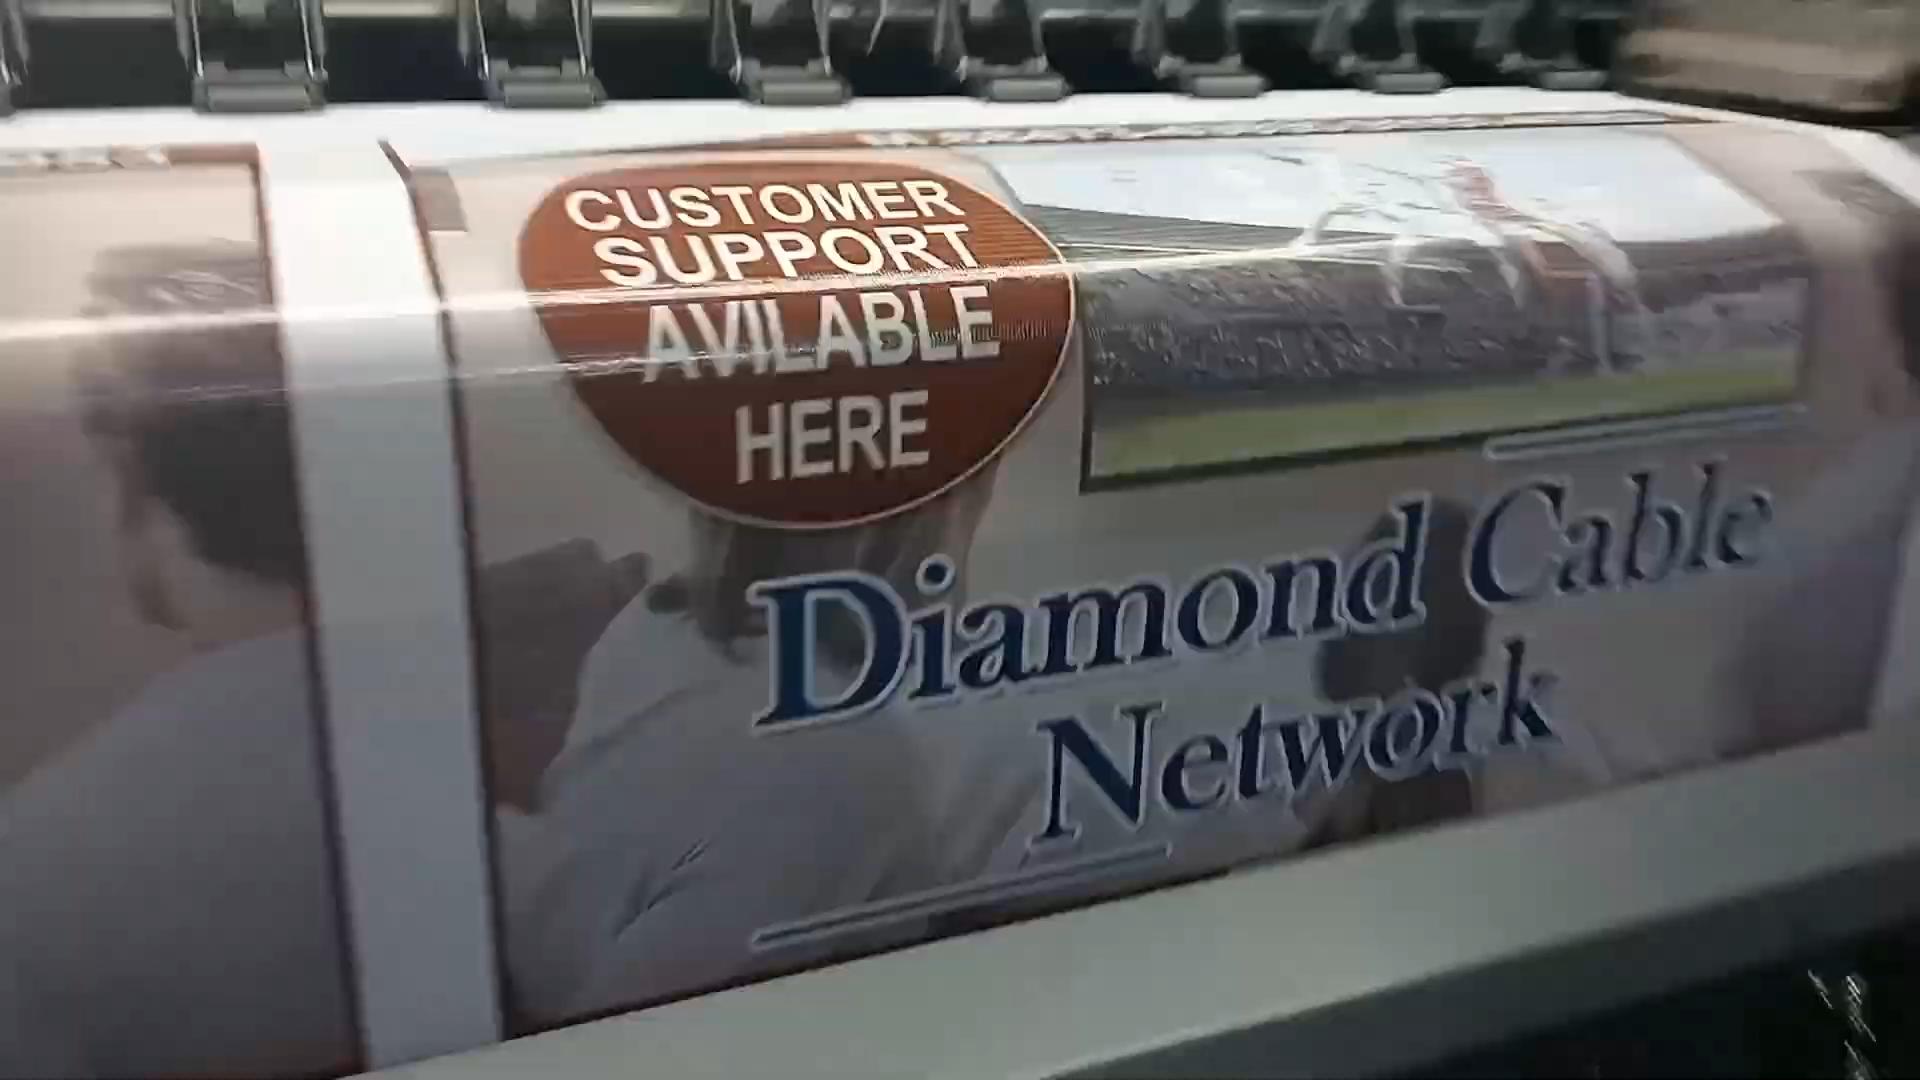 CUSTOMER
SUPPORT
AVILABLE
HERE
Diamond Cable
Network